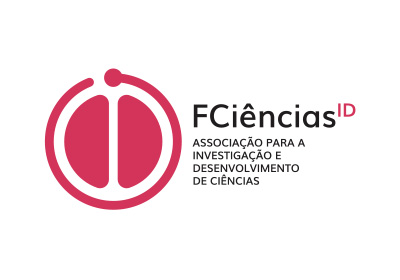 FCiênciasID
ASSOCIAÇÃO PARA A
INVESTIGAÇÃO E
DESENVOLVIMENTO
DE CIÊNCIAS